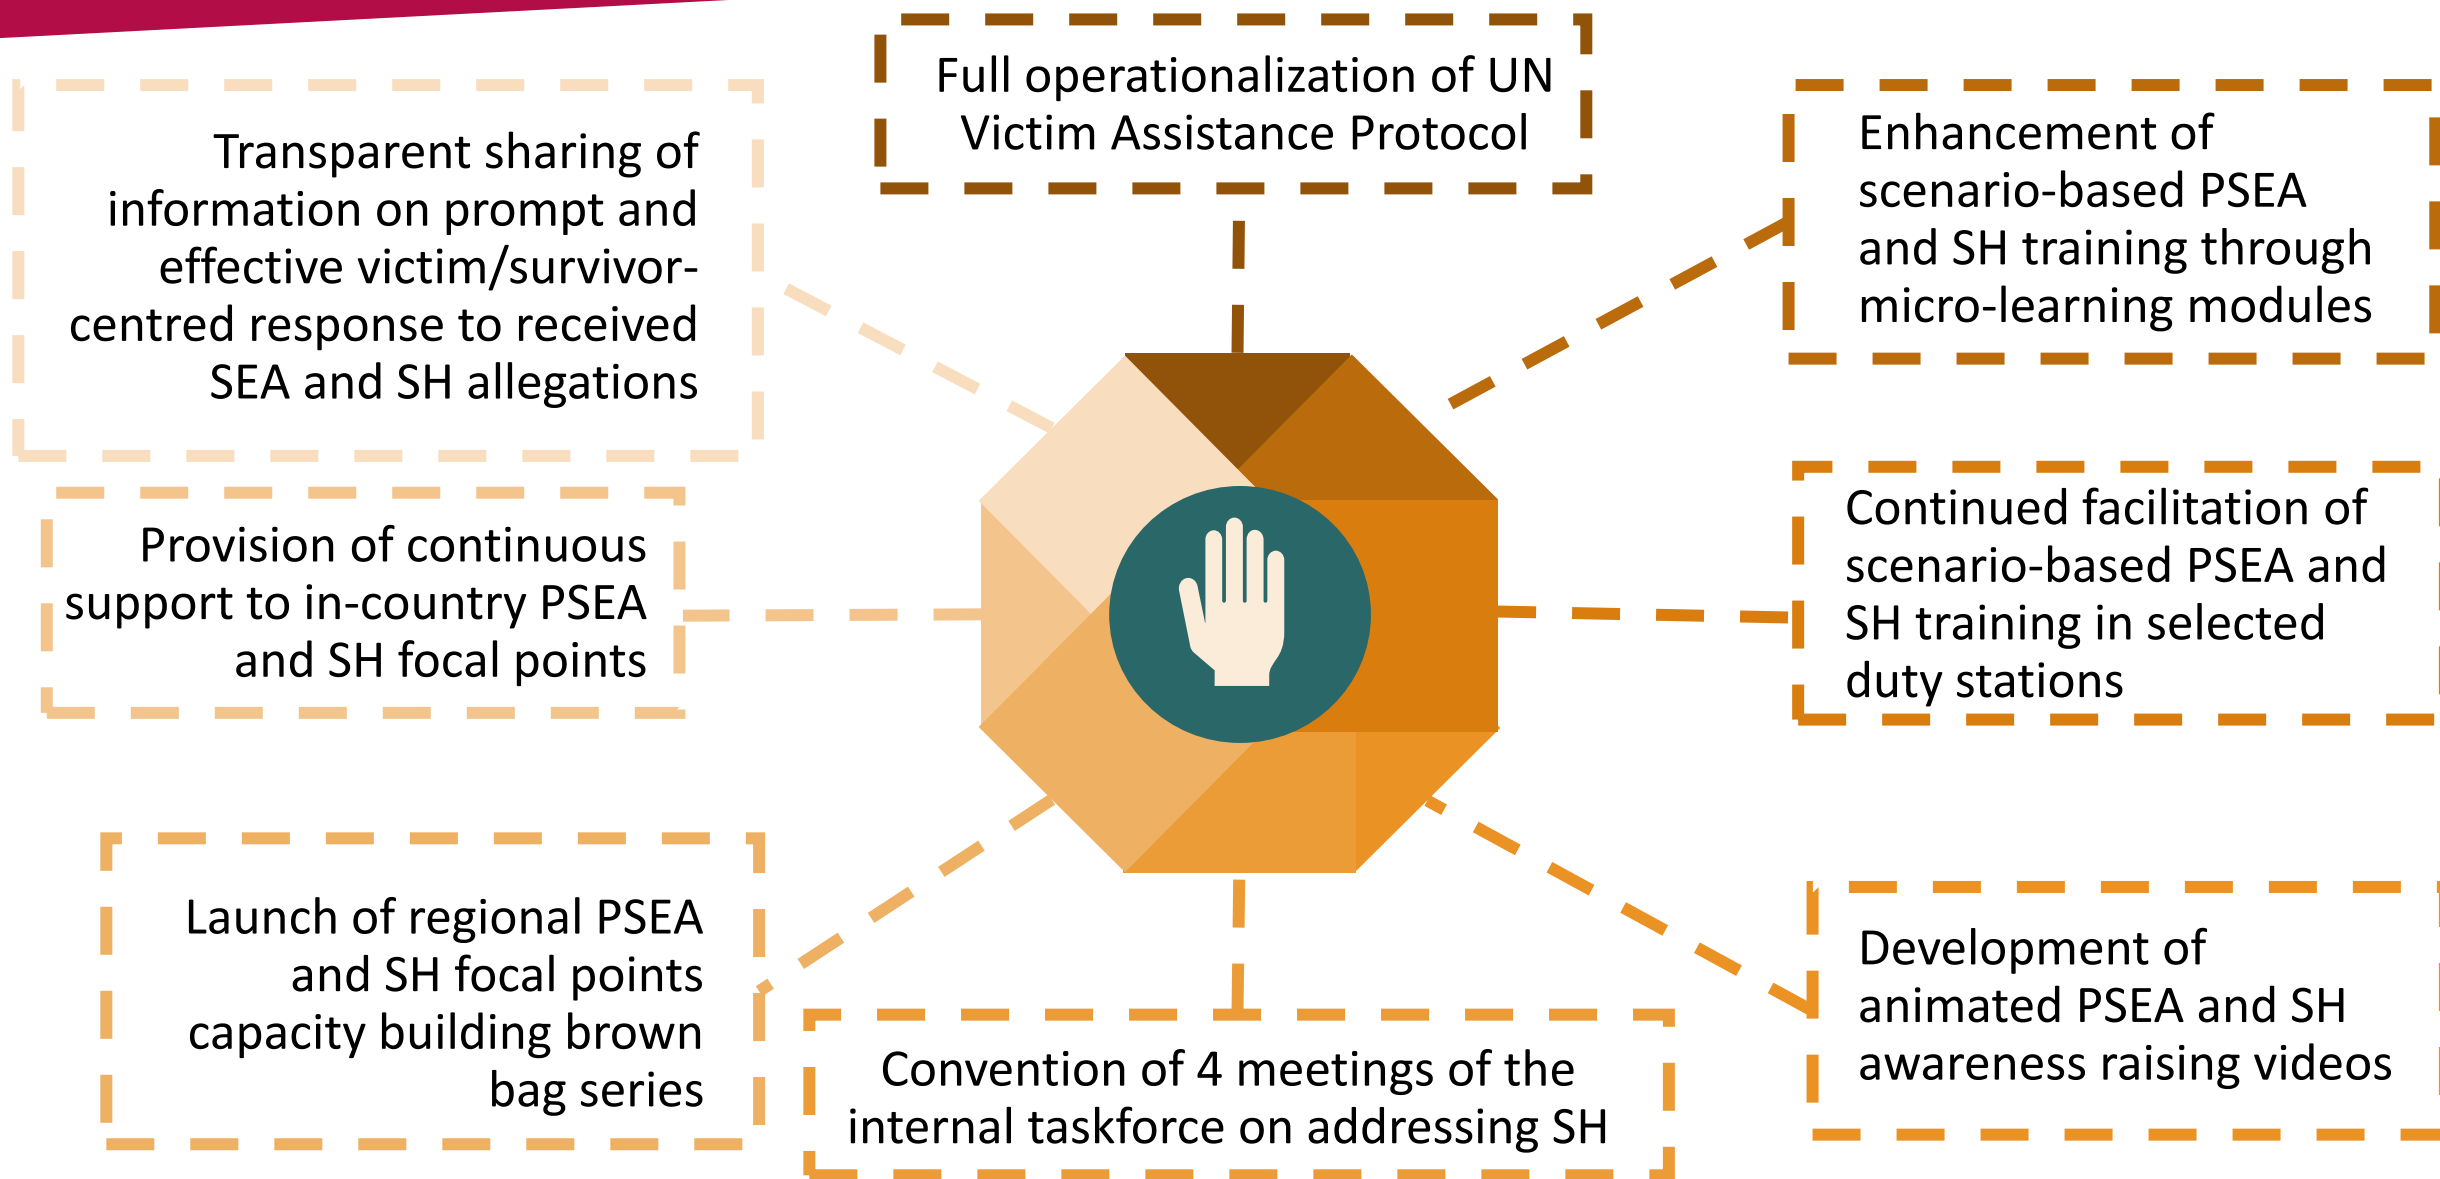 Full operationalization of UN
Victim Assistance Protocol
Enhancement of
scenario-based PSEA
and SH training through
micro-learning modules
Continued facilitation of
scenario-based PSEA and
SH training in selected
duty stations
Development of
animated PSEA and SH
awareness raising videos
Convention of 4 meetings of the
internal taskforce on addressing SH
Launch of regional PSEA
and SH focal points
capacity building brown
bag series
Provision of continuous
support to in-country PSEA
and SH focal points
Transparent sharing of
information on prompt and
effective victim/survivor-
centred response to received
SEA and SH allegations